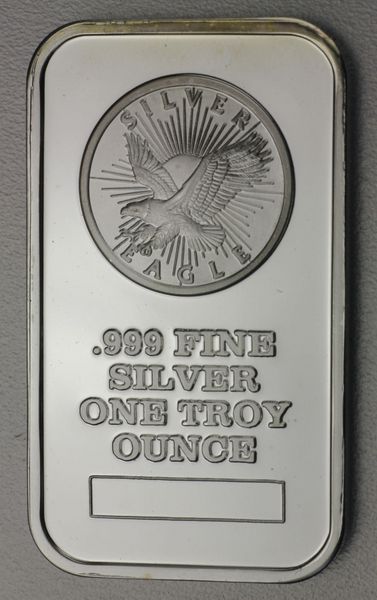 SILVER
EAGLE
.999 FINE
SILVER
ONE TROY
OUNCE